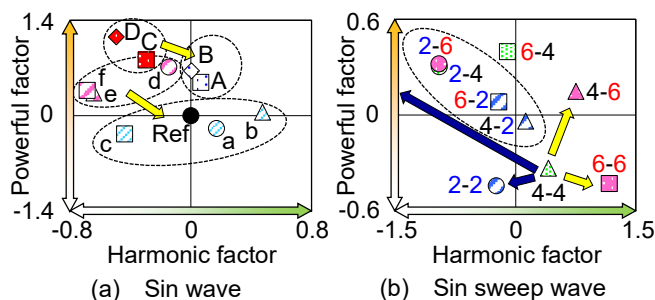 1.4
D
C
B
f
d
A
e
0
Ref
b
a
c
-1.4
-0.8
0
0.8
Powerful factor
Harmonic factor
(a) Sin wave
0.6
2-6
6-4
2-4
4-6
6-2
4-2
0
6-6
2-2
4-4
-0.6
-1.5
0
1.5
Powerful factor
Harmonic factor
(b) Sin sweep wave